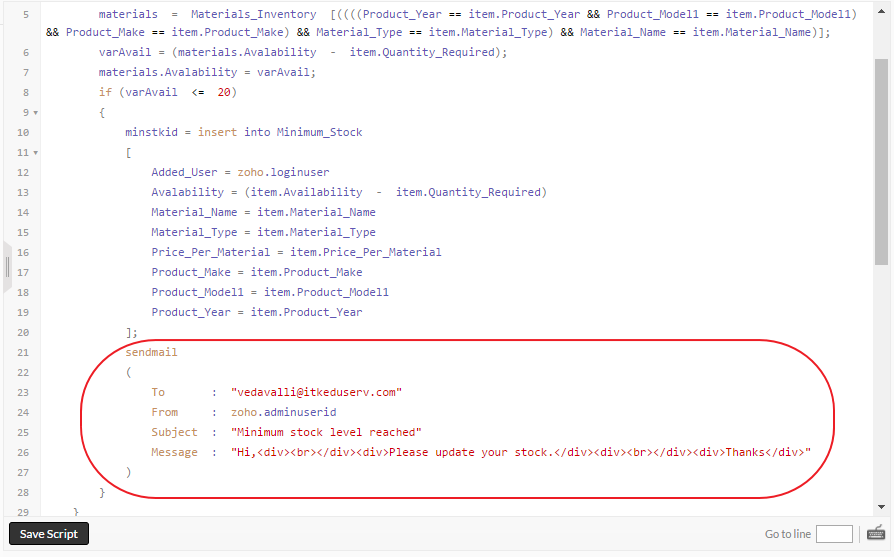 5 materials = Materials_Inventory [((((Product_Year == item.Product_Year && Product_Model1 == item.Product_Model1)
&& Product_Make == item.Product_Make) && Material_Type == item.Material_Type) && Material_Name == item.Material_Name)];
6 varAvail = (materials.Avalability - item.Quantity_Required);
7 materials.Avalability = varAvail;
8 if (varAvail <= 20)
9 {
10 minstkid = insert into Minimum_Stock
11 [
12 Added_User = zoho.loginuser
13 Avalability = (item.Availability - item.Quantity_Required)
14 Material_Name = item.Material_Name
15 Material_Type = item.Material_Type
16 Price_Per_Material = item.Price_Per_Material
17 Product_Make = item.Product_Make
18 Product_Model1 = item.Product_Model1
19 Product_Year = item.Product_Year
20 ];
21 sendmail
22 (
23 To : "vedavalli@itkeduserv.com"
24 From : zoho.adminuserid
25 Subject : "Minimum stock level reached"
26 Message : "Hi,<div><br></div><div>Please update your stock.</div><div><br></div><div>Thanks</div>"
27 )
28 }
29 }
Save Script Go to line